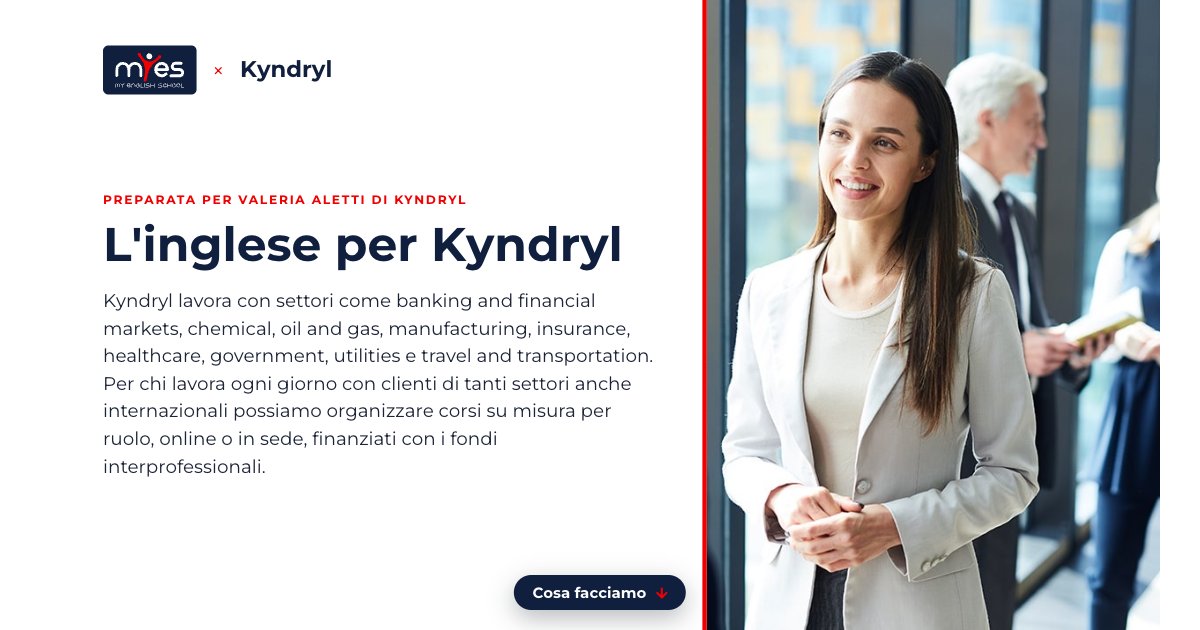 myes
MY ENGLISH SCHOOL
× Kyndryl
PREPARATA PER VALERIA ALETTI DI KYNDRYL
L'inglese per Kyndryl
Kyndryl lavora con settori come banking and financial
markets, chemical, oil and gas, manufacturing, insurance,
healthcare, government, utilities e travel and transportation.
Per chi lavora ogni giorno con clienti di tanti settori anche
internazionali possiamo organizzare corsi su misura per
ruolo, online o in sede, finanziati con i fondi
interprofessionali.
Cosa facciamo ↓